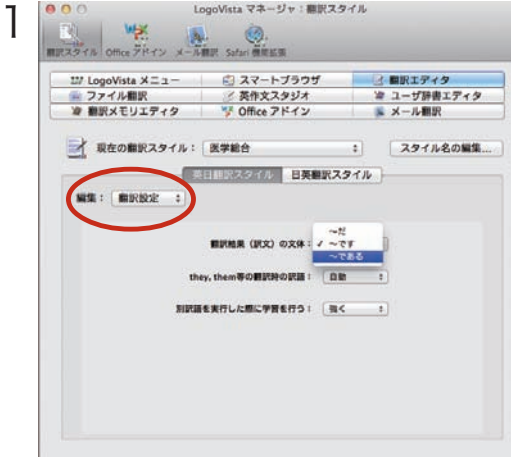 1
LogoVista マネージャ：翻訳スタイル
翻訳スタイル Office アドイン メール翻訳 Safari 機能拡張
LogoVista メニュー スマートブラウザ 翻訳エディタ
ファイル翻訳 英作文スタジオ ユーザ辞書エディタ
翻訳メモリエディタ Office アドイン メール翻訳
現在の翻訳スタイル： 医学総合 スタイル名の編集...
英日翻訳スタイル 日英翻訳スタイル
編集： 翻訳設定
～だ
翻訳結果（訳文）の文体： ✓ ～です
～である
they, them等の翻訳時の訳語： 自動
別訳語を実行した際に学習を行う： 強く